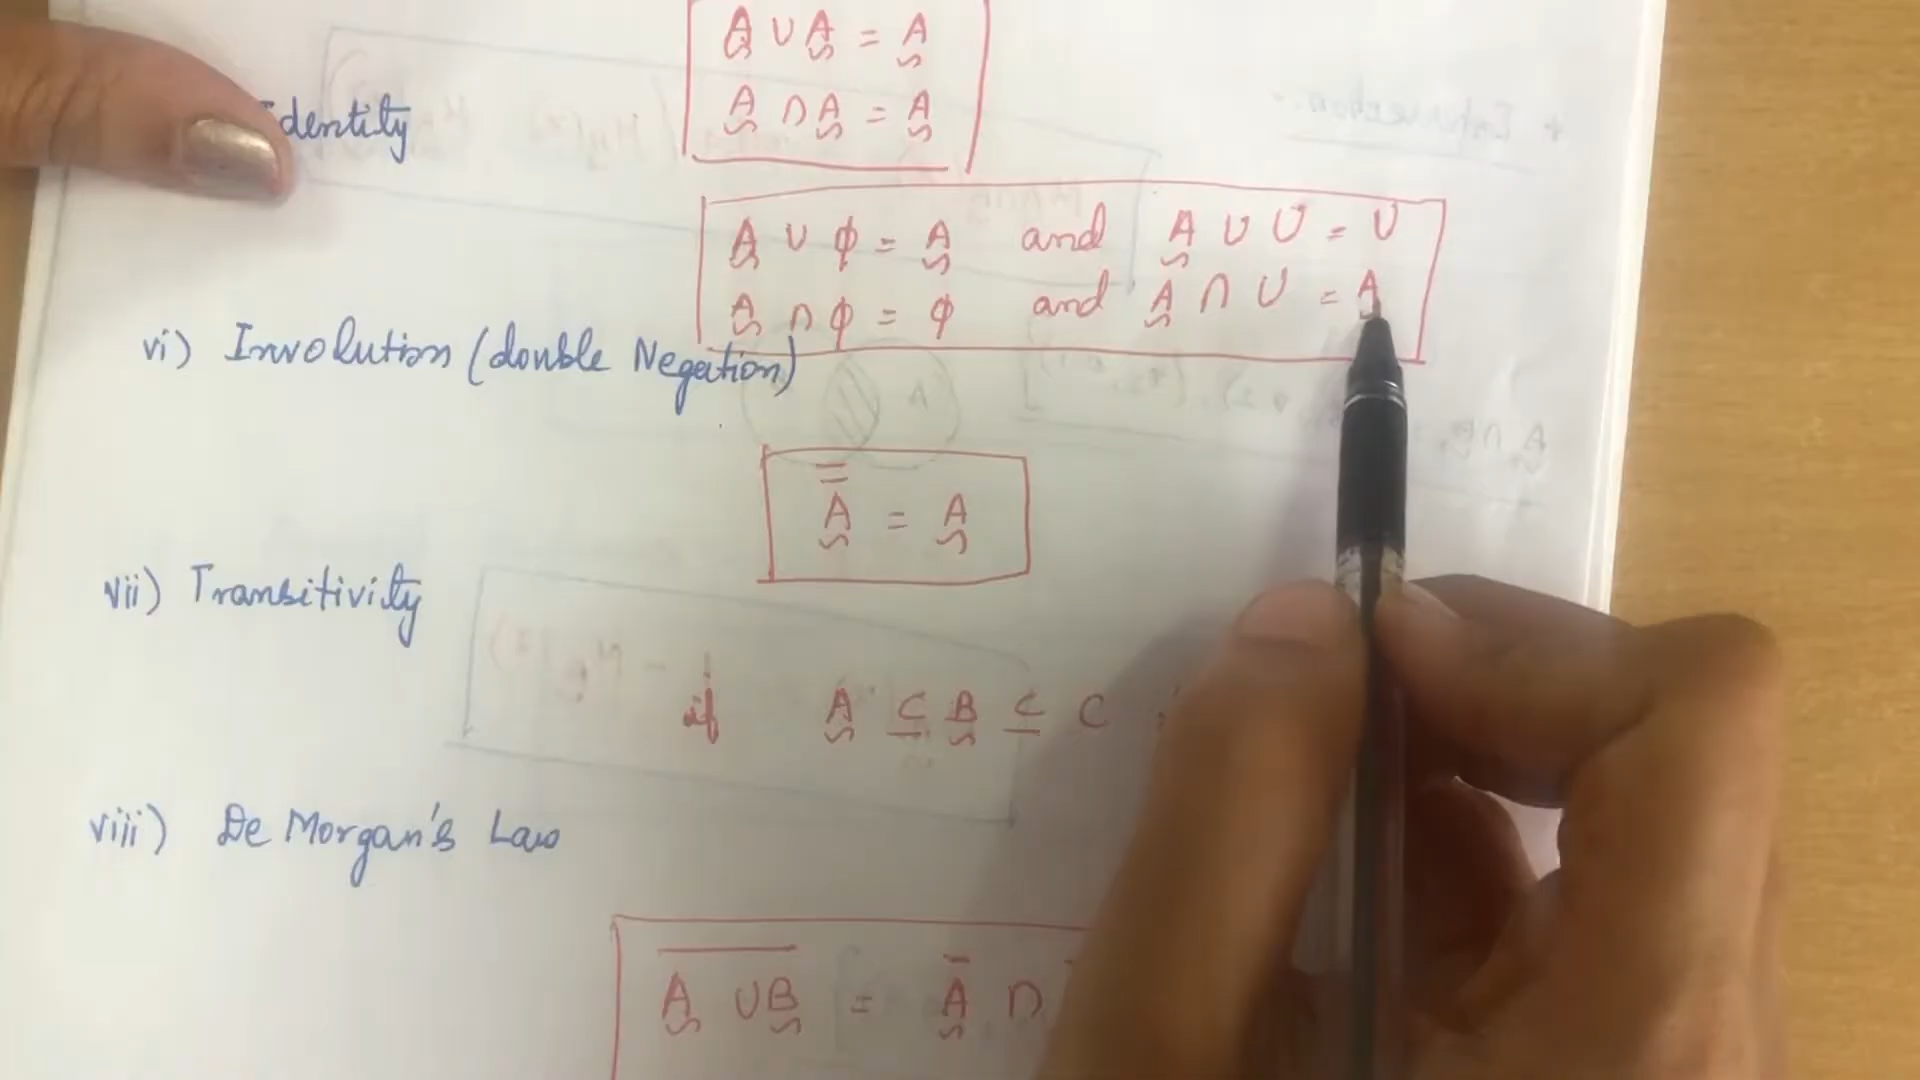 A ∪ A = A
A ∩ A = A
Identity
A ∪ ϕ = A and A ∪ U = U
A ∩ ϕ = ϕ and A ∩ U = A
vi) Involution (double Negation)
A̿ = A
vii) Transitivity
if A ⊆ B ⊆ C
viii) De Morgan's Law
A̅ ̅∪̅ ̅B̅ = A̅ ∩